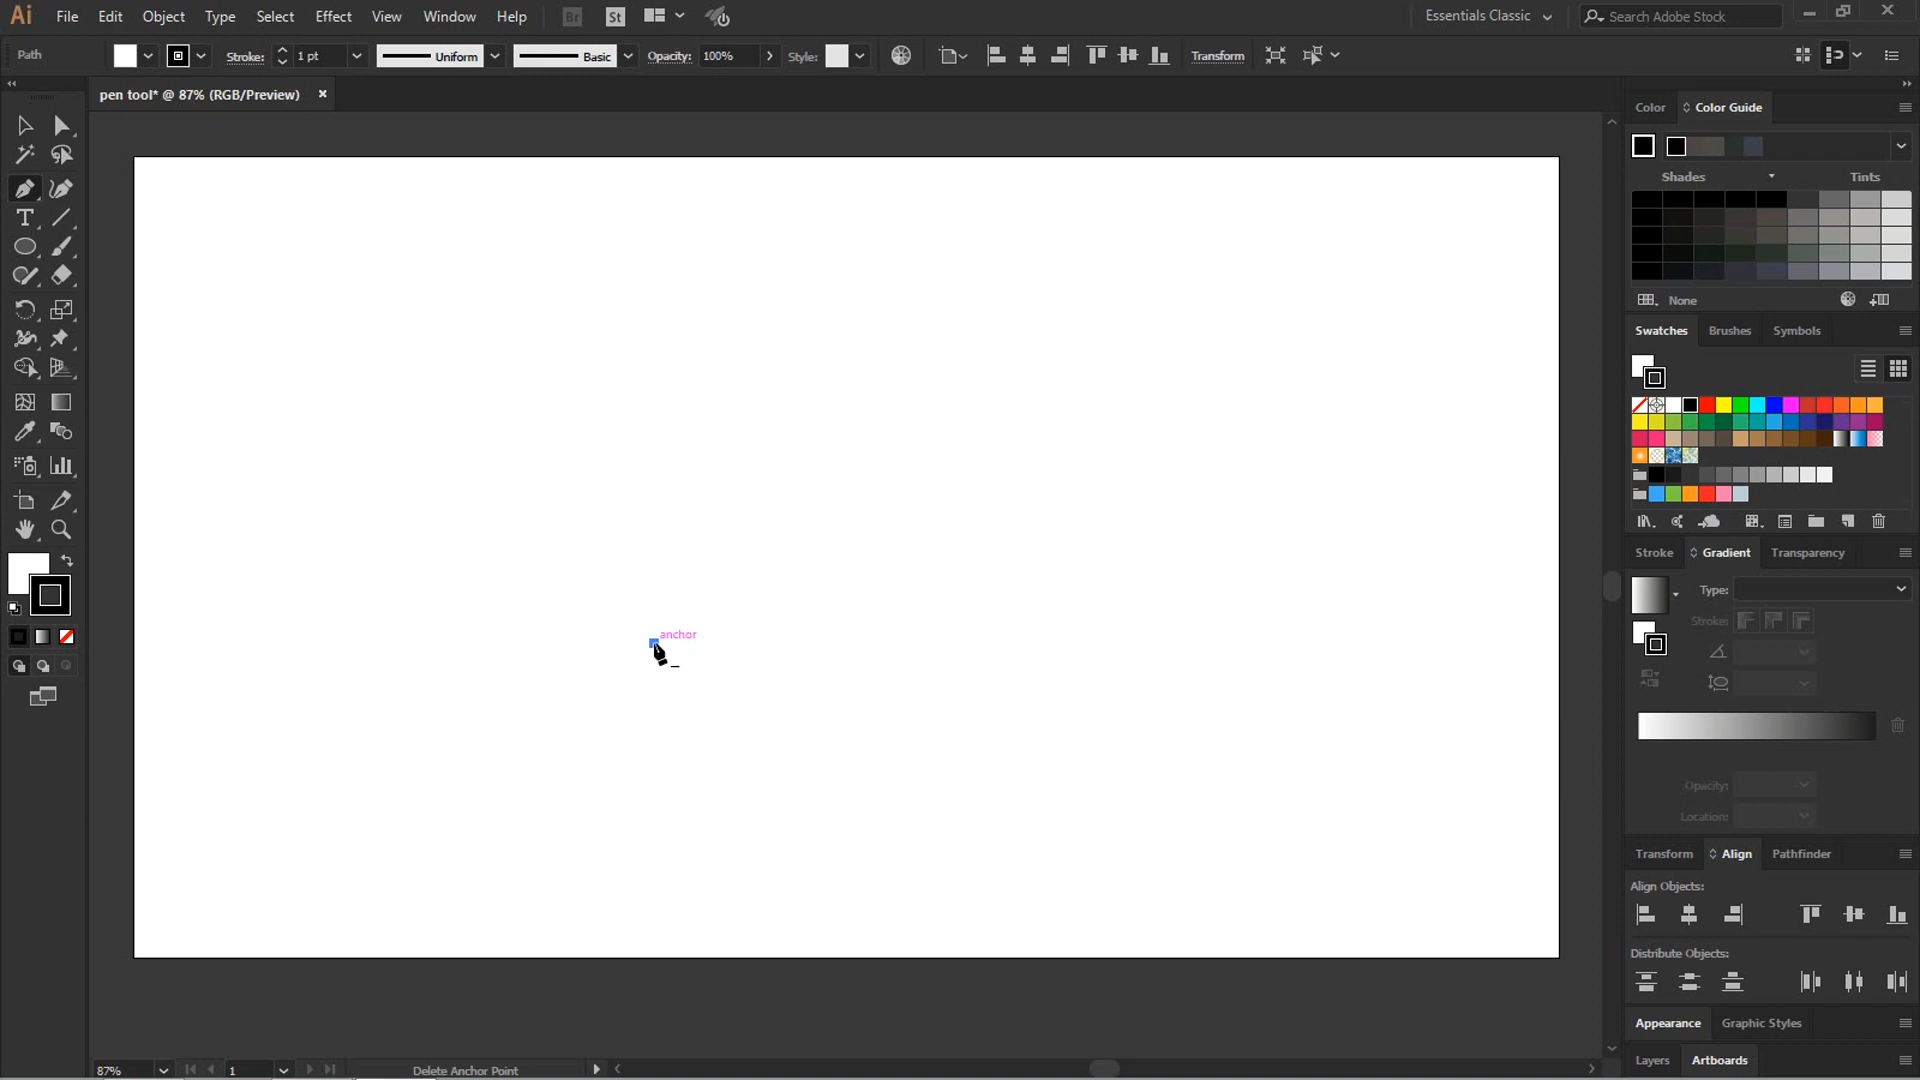 Ai File Edit Object Type Select Effect View Window Help Br St Essentials Classic Search Adobe Stock
Path Stroke: 1 pt Uniform Basic Opacity: 100% Style: Transform
pen tool* @ 87% (RGB/Preview)
Color Color Guide
Shades Tints
None
Swatches Brushes Symbols
Stroke Gradient Transparency
Type:
Stroke:
anchor
Opacity:
Location:
Transform Align Pathfinder
Align Objects:
Distribute Objects:
Appearance Graphic Styles
Layers Artboards
87% 1 Delete Anchor Point